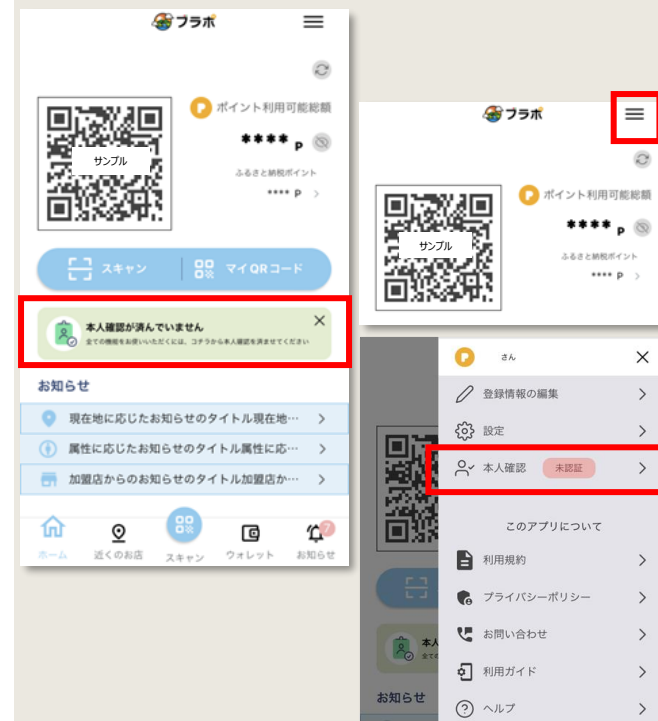 ブラポ
ポイント利用可能総額
**** P
ふるさと納税ポイント
**** P
サンプル
スキャン
マイQRコード
本人確認が済んでいません
全ての機能をお使いいただくには、コチラから本人確認を済ませてください
お知らせ
現在地に応じたお知らせのタイトル現在地…
属性に応じたお知らせのタイトル属性に応…
加盟店からのお知らせのタイトル加盟店か…
7
ホーム
近くのお店
スキャン
ウォレット
お知らせ
ブラポ
ポイント利用可能総額
**** P
ふるさと納税ポイント
**** P
サンプル
さん
登録情報の編集
設定
本人確認 未認証
このアプリについて
利用規約
プライバシーポリシー
お問い合わせ
利用ガイド
ヘルプ
本人
全ての
お知らせ